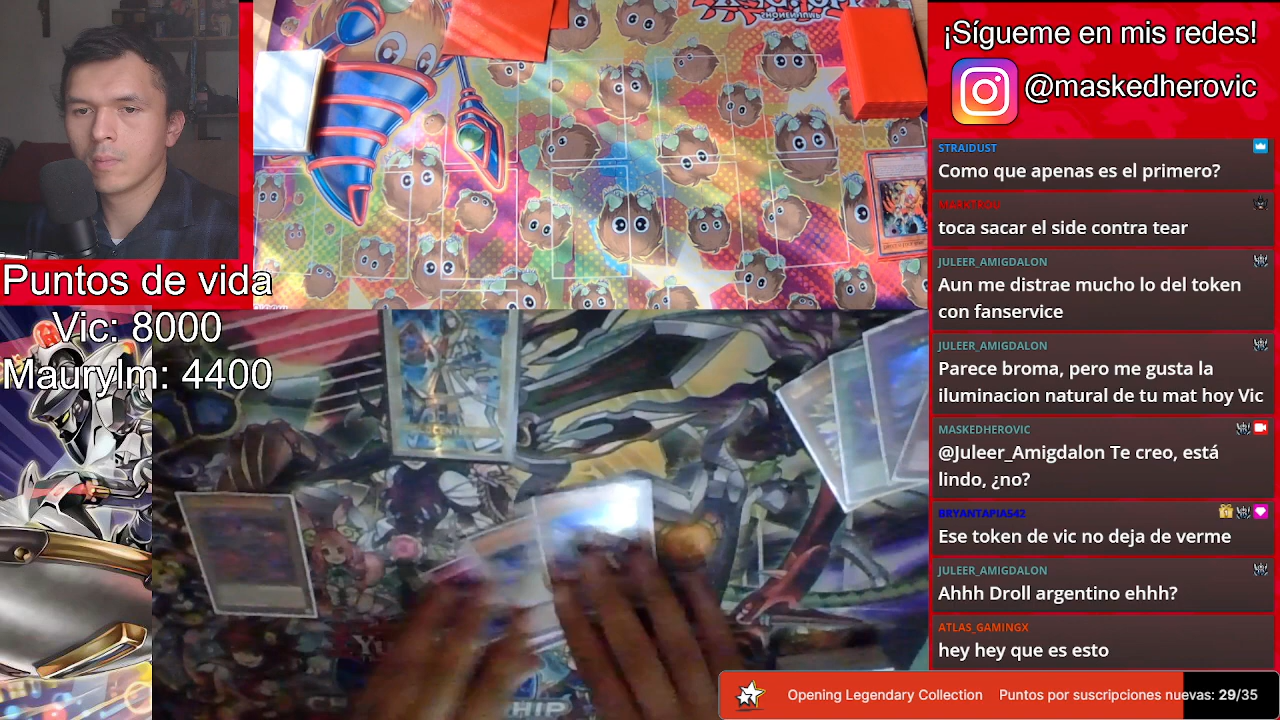 ¡Sígueme en mis redes!
@maskedherovic
STRAIDUST
Como que apenas es el primero?
MARKTROU
toca sacar el side contra tear
JULEER_AMIGDALON
Aun me distrae mucho lo del token
con fanservice
JULEER_AMIGDALON
Parece broma, pero me gusta la
iluminacion natural de tu mat hoy Vic
MASKEDHEROVIC
@Juleer_Amigdalon Te creo, está
lindo, ¿no?
BRYANTAPIA542
Ese token de vic no deja de verme
JULEER_AMIGDALON
Ahhh Droll argentino ehhh?
ATLAS_GAMINGX
hey hey que es esto
Puntos de vida
Vic: 8000
Maurylm: 4400
Opening Legendary Collection Puntos por suscripciones nuevas: 29/35